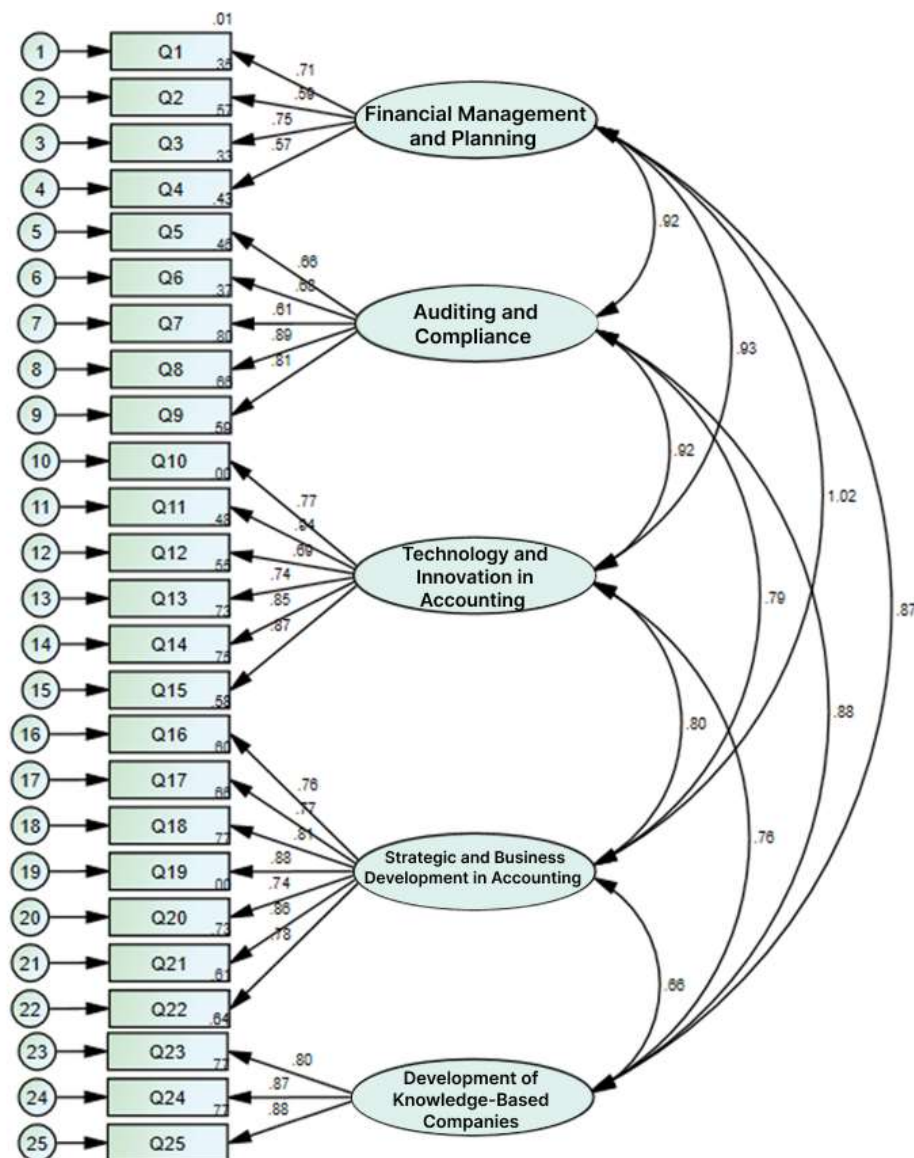 .01
1 Q1
.35
2 Q2
.57
3 Q3
.33
4 Q4
.43
5 Q5
.46
6 Q6
.37
7 Q7
.80
8 Q8
.66
9 Q9
.59
10 Q10
.00
11 Q11
.48
12 Q12
.55
13 Q13
.73
14 Q14
.75
15 Q15
.58
16 Q16
.60
17 Q17
.66
18 Q18
.77
19 Q19
.00
20 Q20
.73
21 Q21
.61
22 Q22
.64
23 Q23
.77
24 Q24
.77
25 Q25
.71
.59
.75
.57
.66
.68
.61
.89
.81
.77
.94
.69
.74
.85
.87
.76
.77
.81
.88
.74
.86
.78
.80
.87
.88
Financial Management
and Planning
Auditing and
Compliance
Technology and
Innovation in
Accounting
Strategic and Business
Development in Accounting
Development of
Knowledge-Based
Companies
.92
.93
.92
1.02
.79
.87
.88
.80
.76
.66